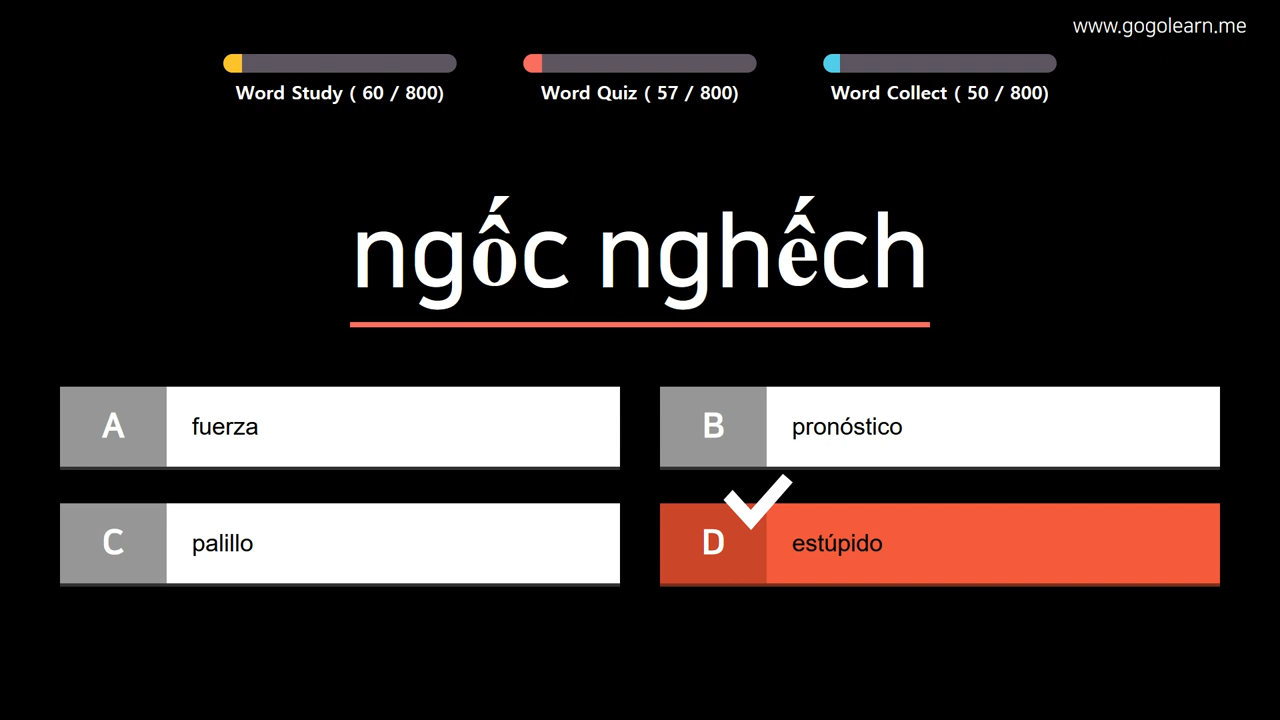 www.gogolearn.me
Word Study ( 60 / 800)
Word Quiz ( 57 / 800)
Word Collect ( 50 / 800)
ngốc nghếch
A fuerza
B pronóstico
C palillo
D estúpido